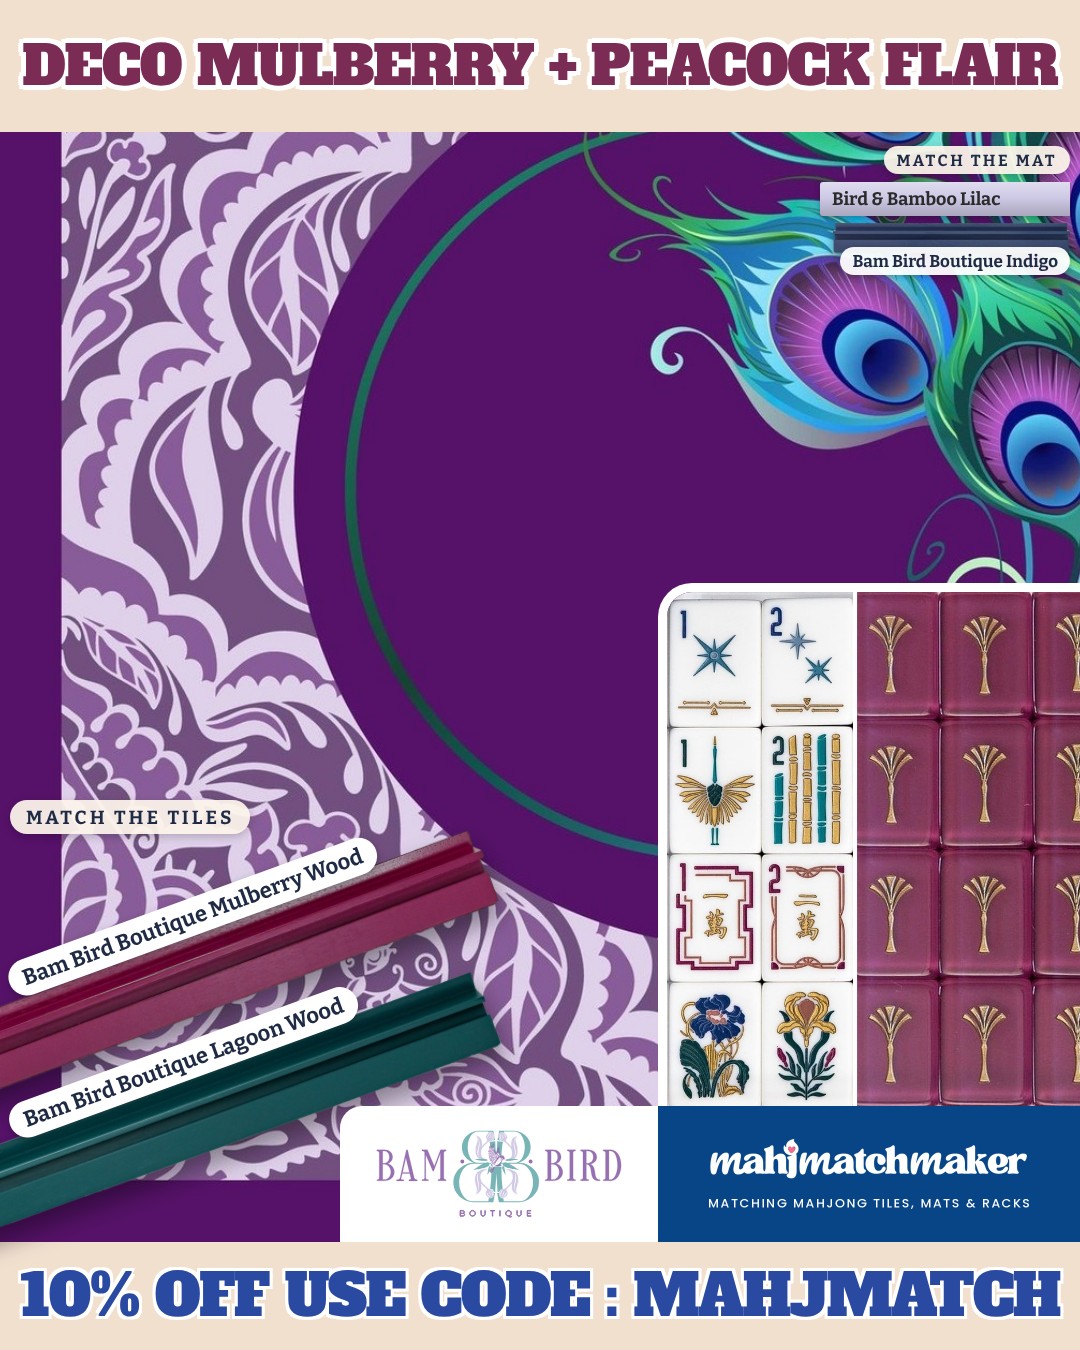 DECO MULBERRY + PEACOCK FLAIR
MATCH THE MAT
Bird & Bamboo Lilac
Bam Bird Boutique Indigo
1
2
1
2
1
2
一
二
萬
萬
MATCH THE TILES
Bam Bird Boutique Mulberry Wood
Bam Bird Boutique Lagoon Wood
BAM BIRD
BOUTIQUE
mahjmatchmaker
MATCHING MAHJONG TILES, MATS & RACKS
10% OFF USE CODE : MAHJMATCH